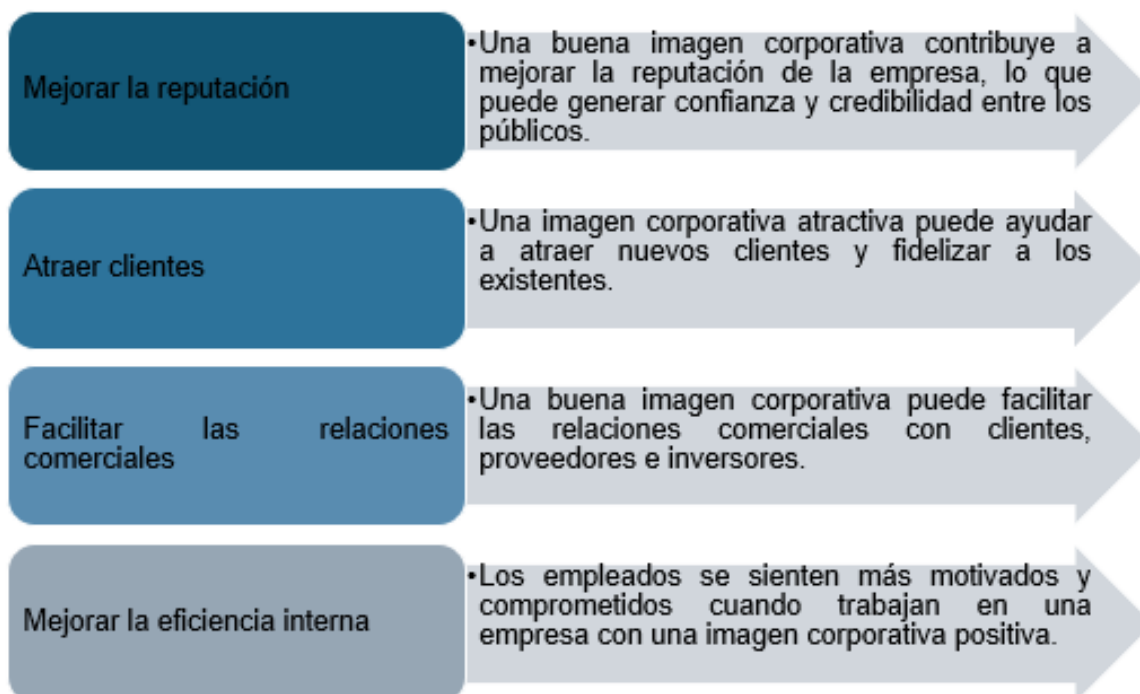 Mejorar la reputación
•Una buena imagen corporativa contribuye a
mejorar la reputación de la empresa, lo que
puede generar confianza y credibilidad entre los
públicos.
Atraer clientes
•Una imagen corporativa atractiva puede ayudar
a atraer nuevos clientes y fidelizar a los
existentes.
Facilitar las relaciones
comerciales
•Una buena imagen corporativa puede facilitar
las relaciones comerciales con clientes,
proveedores e inversores.
Mejorar la eficiencia interna
•Los empleados se sienten más motivados y
comprometidos cuando trabajan en una
empresa con una imagen corporativa positiva.